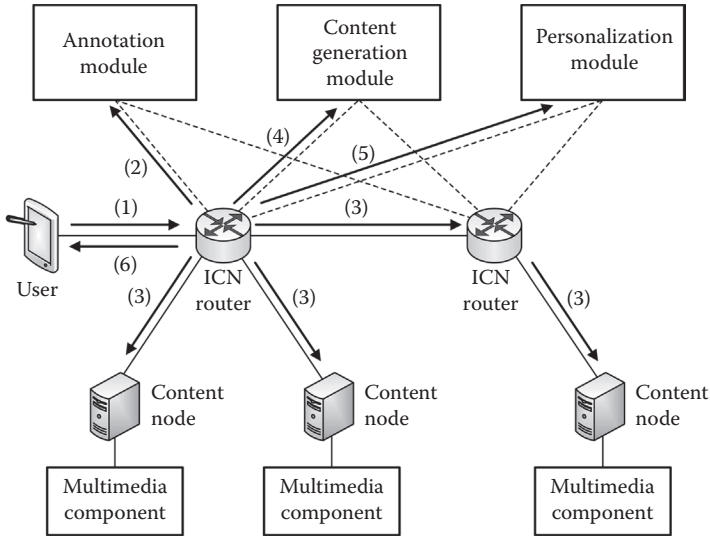 Annotation
module
Content
generation
module
Personalization
module
(4)
(2)
(5)
(1)
(3)
(6)
User
ICN
router
ICN
router
(3)
(3)
(3)
Content
node
Content
node
Content
node
Multimedia
component
Multimedia
component
Multimedia
component